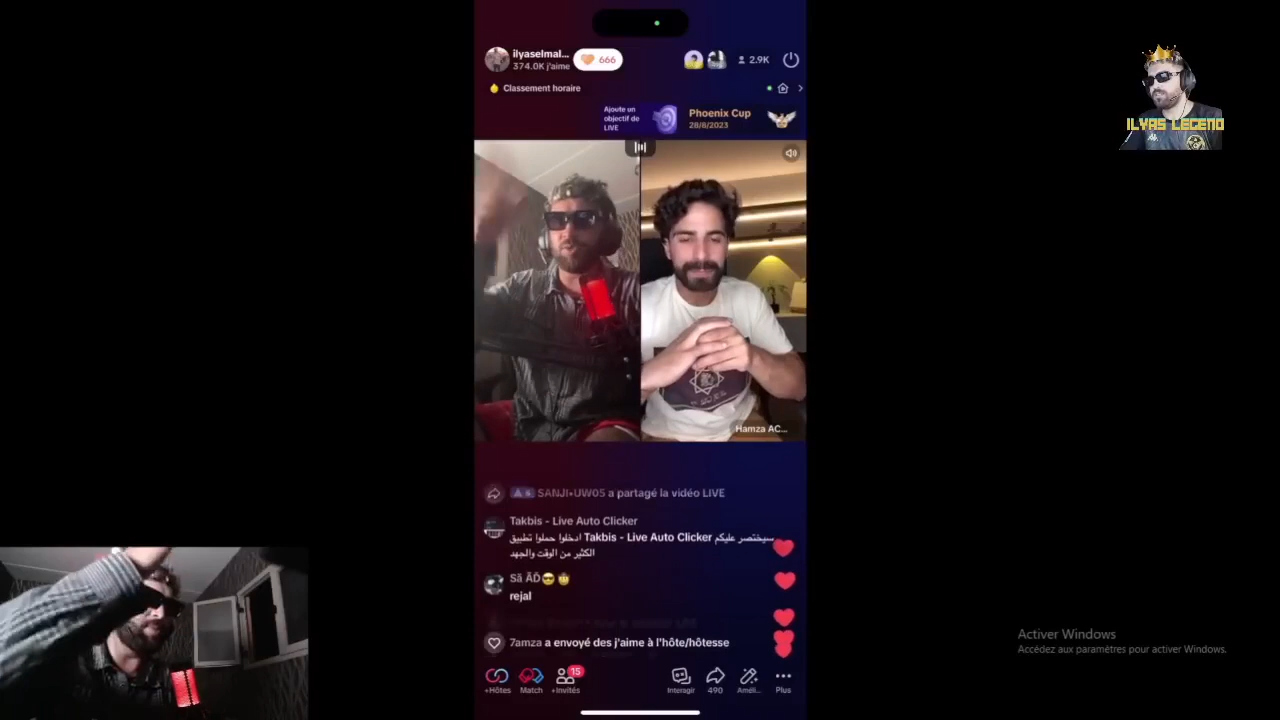 ilyaselmal...
374.0K j'aime
666
2.9K
Classement horaire
Ajoute un
objectif de
LIVE
Phoenix Cup
28/8/2023
ILYAS LEGEND
Hamza AC...
SANJI•UW05 a partagé la vidéo LIVE
Takbis - Live Auto Clicker
ادخلوا حملوا تطبيق Takbis - Live Auto Clicker سيختصر عليكم
الكثير من الوقت والجهد
Să ÃĎ😎🤠
rejal
7amza a envoyé des j'aime à l'hôte/hôtesse
15
+Hôtes
Match
+Invités
Interagir
490
Améli...
Plus
Activer Windows
Accédez aux paramètres pour activer Windows.